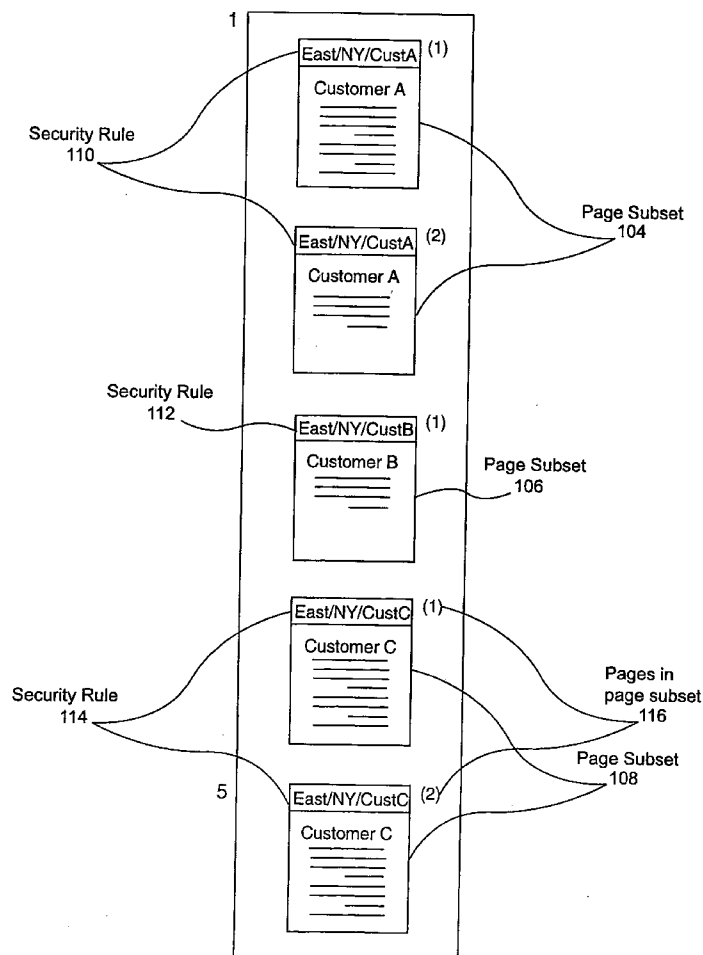 1
East/NY/CustA (1)
Customer A
Security Rule
110
Page Subset
104
East/NY/CustA (2)
Customer A
Security Rule
112
East/NY/CustB (1)
Customer B
Page Subset
106
East/NY/CustC (1)
Customer C
Security Rule
114
Pages in
page subset
116
Page Subset
108
5
East/NY/CustC (2)
Customer C